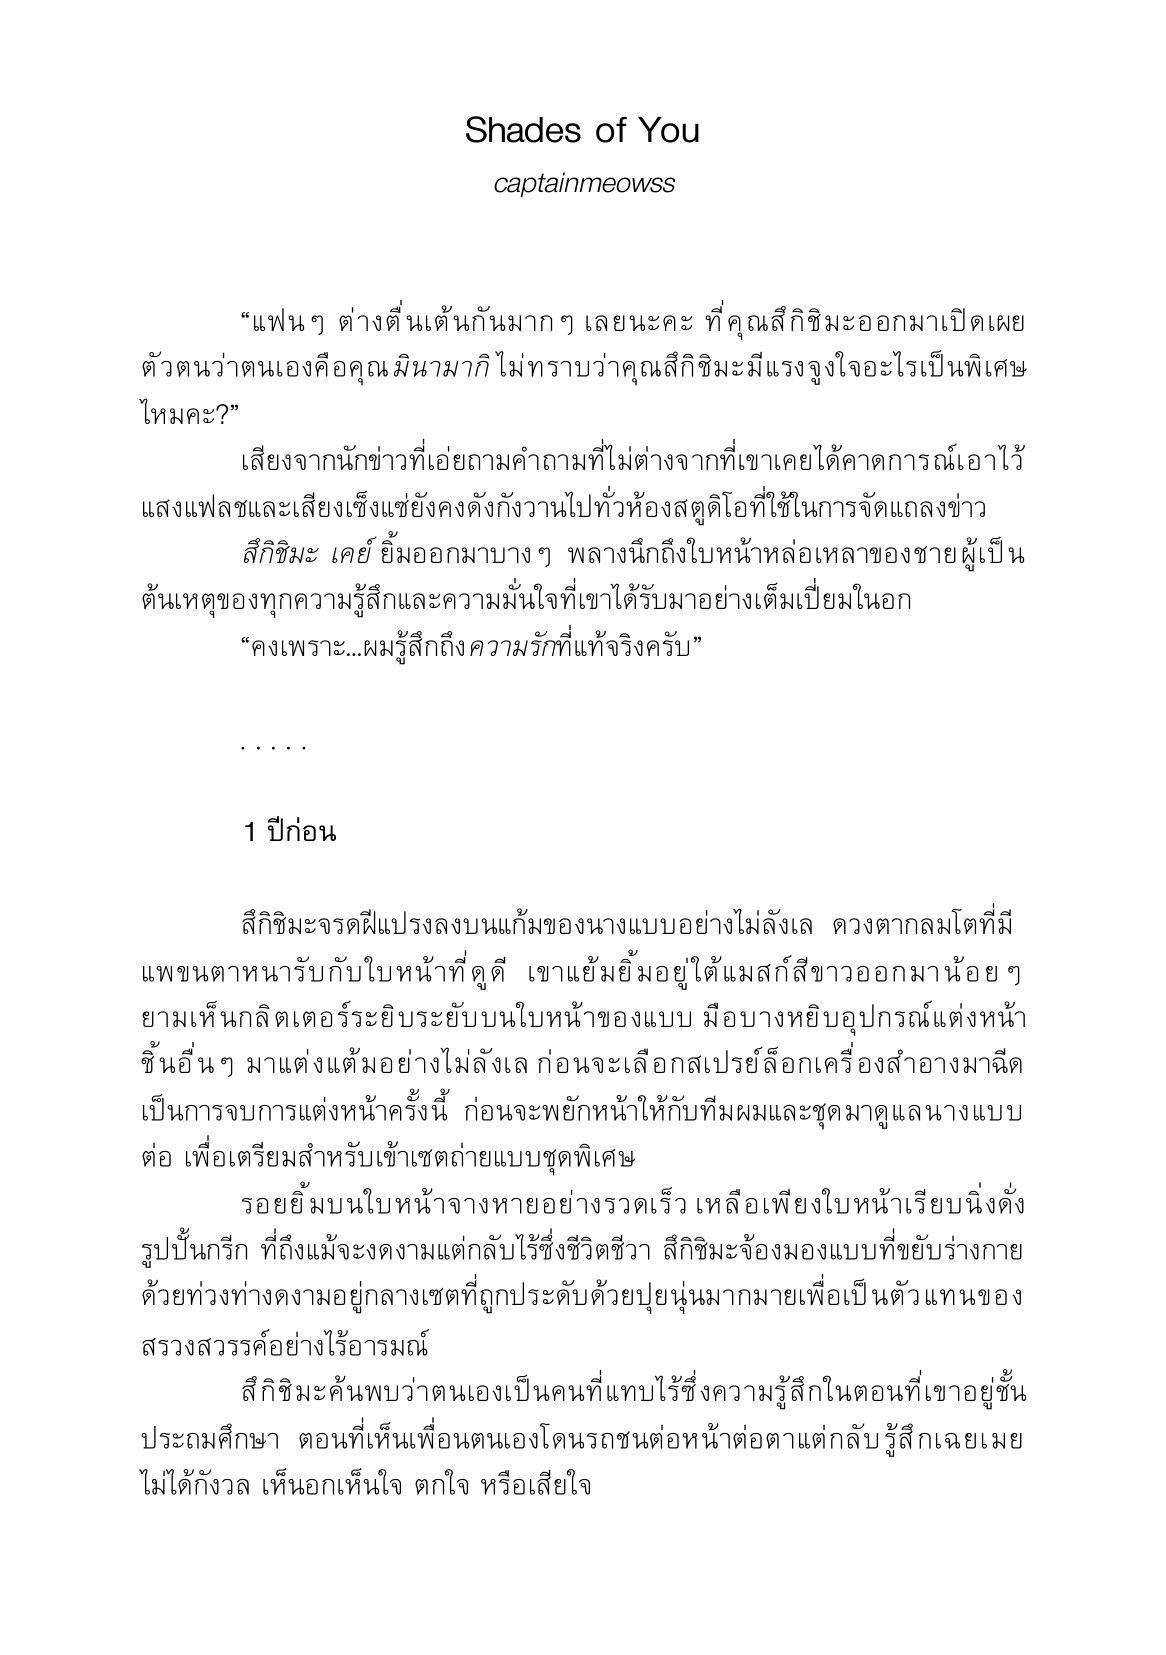 Shades of You
captainmeowss
“แฟนๆ ต่างตื่นเต้นกันมากๆ เลยนะคะ ที่คุณสึกิชิมะออกมาเปิดเผย
ตัวตนว่าตนเองคือคุณมินามากิ ไม่ทราบว่าคุณสึกิชิมะมีแรงจูงใจอะไรเป็นพิเศษ
ไหมคะ?”
เสียงจากนักข่าวที่เอ่ยถามคำถามที่ไม่ต่างจากที่เขาเคยได้คาดการณ์เอาไว้
แสงแฟลชและเสียงเซ็งแซ่ยังคงดังกังวานไปทั่วห้องสตูดิโอที่ใช้ในการจัดแถลงข่าว
สึกิชิมะ เคย์ ยิ้มออกมาบางๆ พลางนึกถึงใบหน้าหล่อเหลาของชายผู้เป็น
ต้นเหตุของทุกความรู้สึกและความมั่นใจที่เขาได้รับมาอย่างเต็มเปี่ยมในอก
“คงเพราะ...ผมรู้สึกถึงความรักที่แท้จริงครับ”
. . . . .
1 ปีก่อน
สึกิชิมะจรดฝีแปรงลงบนแก้มของนางแบบอย่างไม่ลังเล ดวงตากลมโตที่มี
แพขนตาหนารับกับใบหน้าที่ดูดี เขาแย้มยิ้มอยู่ใต้แมสก์สีขาวออกมาน้อยๆ
ยามเห็นกลิตเตอร์ระยิบระยับบนใบหน้าของแบบ มือบางหยิบอุปกรณ์แต่งหน้า
ชิ้นอื่นๆ มาแต่งแต้มอย่างไม่ลังเล ก่อนจะเลือกสเปรย์ล็อกเครื่องสำอางมาฉีด
เป็นการจบการแต่งหน้าครั้งนี้ ก่อนจะพยักหน้าให้กับทีมผมและชุดมาดูแลนางแบบ
ต่อ เพื่อเตรียมสำหรับเข้าเซตถ่ายแบบชุดพิเศษ
รอยยิ้มบนใบหน้าจางหายอย่างรวดเร็ว เหลือเพียงใบหน้าเรียบนิ่งดั่ง
รูปปั้นกรีก ที่ถึงแม้จะงดงามแต่กลับไร้ซึ่งชีวิตชีวา สึกิชิมะจ้องมองแบบที่ขยับร่างกาย
ด้วยท่วงท่างดงามอยู่กลางเซตที่ถูกประดับด้วยปุยนุ่นมากมายเพื่อเป็นตัวแทนของ
สรวงสวรรค์อย่างไร้อารมณ์
สึกิชิมะค้นพบว่าตนเองเป็นคนที่แทบไร้ซึ่งความรู้สึกในตอนที่เขาอยู่ชั้น
ประถมศึกษา ตอนที่เห็นเพื่อนตนเองโดนรถชนต่อหน้าต่อตาแต่กลับรู้สึกเฉยเมย
ไม่ได้กังวล เห็นอกเห็นใจ ตกใจ หรือเสียใจ